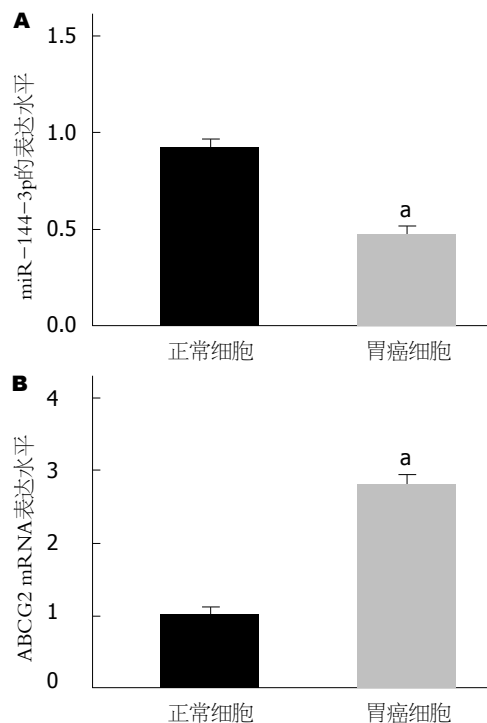 A
miR-144-3p的表达水平
1.5
1.0
0.5
0.0
a
正常细胞
胃癌细胞
B
ABCG2 mRNA表达水平
4
3
2
1
0
a
正常细胞
胃癌细胞